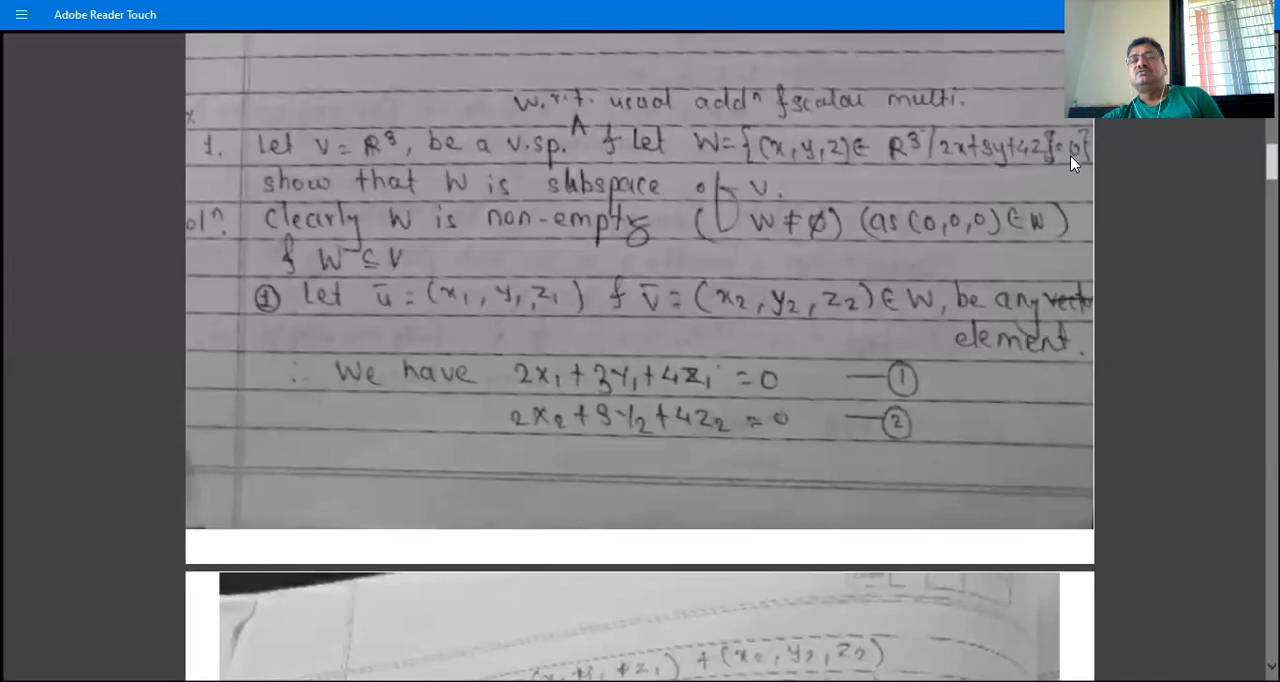 Adobe Reader Touch
w.r.t. usual addⁿ & scalar multi.
1. Let V = R³, be a v.sp. ^ & let W={(x,y,z)∈ R³/2x+3y+4z}=0}
show that W is subspace of V.
olⁿ. clearly W is non-empty ( W ≠ ∅) (as (0,0,0)∈W)
& W ⊆ V
① Let ū = (x₁, y₁, z₁) & v̄ = (x₂, y₂, z₂) ∈ W, be any vecto
element.
∴ We have 2x₁ + 3y₁ + 4z₁ = 0 —①
2x₂ + 3y₂ + 4z₂ = 0 —②
+ (x₂, y₂, z₂)